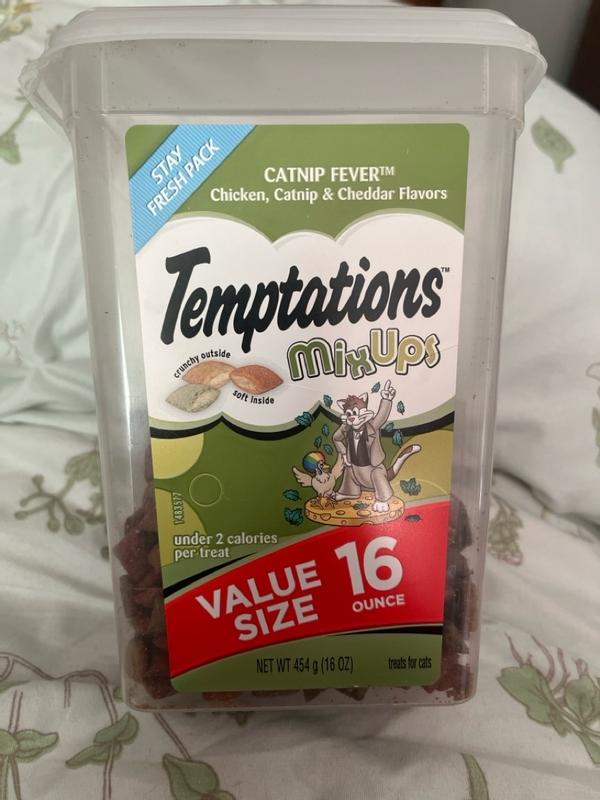 STAY
FRESH PACK
CATNIP FEVER™
Chicken, Catnip & Cheddar Flavors
Temptations™
MixUps
crunchy outside
soft inside
1483577
under 2 calories
per treat
VALUE
SIZE
16
OUNCE
NET WT 454 g (16 OZ)
treats for cats